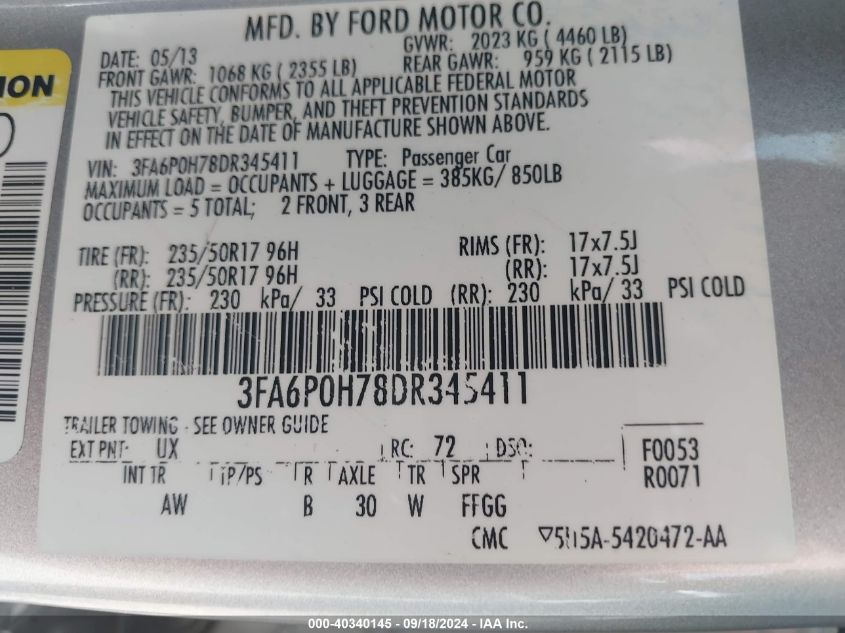 MFD. BY FORD MOTOR CO.
DATE: 05/13 GVWR: 2023 KG ( 4460 LB)
FRONT GAWR: 1068 KG ( 2355 LB) REAR GAWR: 959 KG ( 2115 LB)
THIS VEHICLE CONFORMS TO ALL APPLICABLE FEDERAL MOTOR
VEHICLE SAFETY, BUMPER, AND THEFT PREVENTION STANDARDS
IN EFFECT ON THE DATE OF MANUFACTURE SHOWN ABOVE.
VIN: 3FA6P0H78DR345411 TYPE: Passenger Car
MAXIMUM LOAD = OCCUPANTS + LUGGAGE = 385KG/ 850LB
OCCUPANTS = 5 TOTAL; 2 FRONT, 3 REAR
TIRE (FR): 235/50R17 96H RIMS (FR): 17x7.5J
(RR): 235/50R17 96H (RR): 17x7.5J
PRESSURE (FR): 230 kPa/ 33 PSI COLD (RR): 230 kPa/ 33 PSI COLD
3FA6P0H78DR345411
TRAILER TOWING - SEE OWNER GUIDE
EXT PNT: UX RC: 72 DSO: F0053
INT TR TP/PS R AXLE TR SPR R0071
AW B 30 W FFGG
CMC
000-40340145 - 09/18/2024 - IAA Inc.